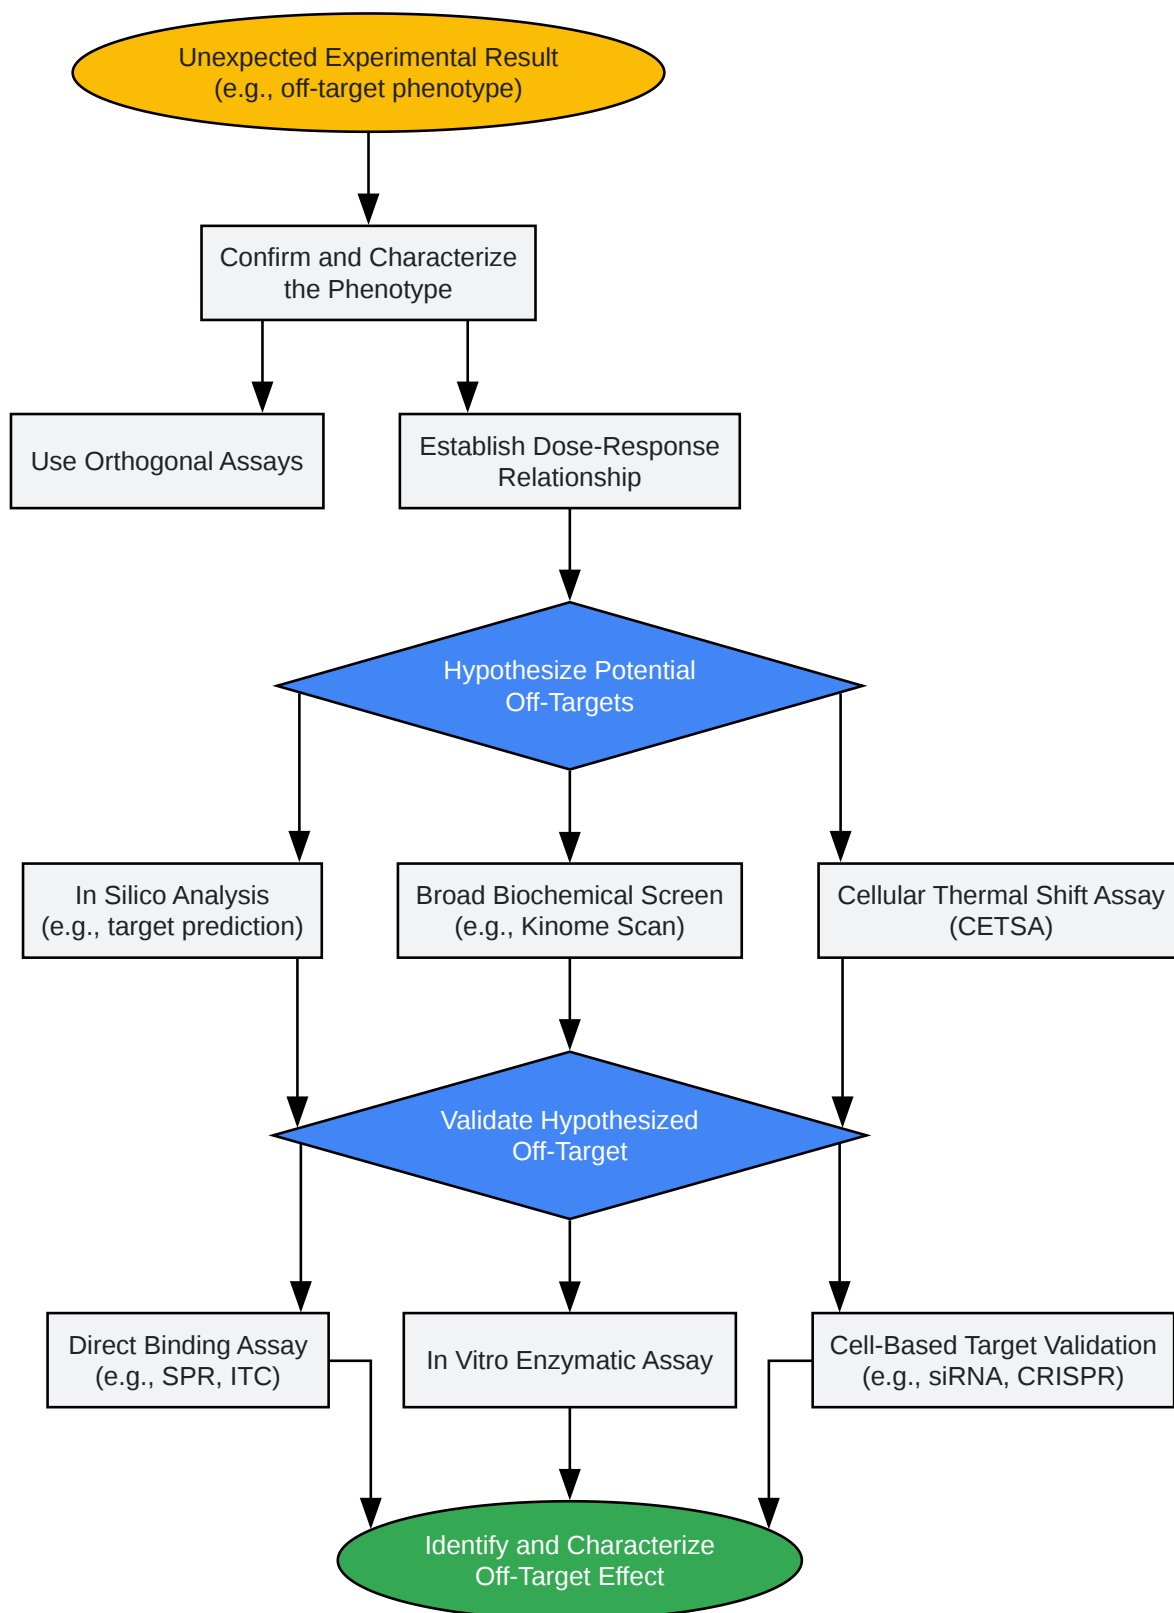 Unexpected Experimental Result
(e.g., off-target phenotype)
Confirm and Characterize
the Phenotype
Use Orthogonal Assays
Establish Dose-Response
Relationship
Hypothesize Potential
Off-Targets
In Silico Analysis
(e.g., target prediction)
Broad Biochemical Screen
(e.g., Kinome Scan)
Cellular Thermal Shift Assay
(CETSA)
Validate Hypothesized
Off-Target
Direct Binding Assay
(e.g., SPR, ITC)
In Vitro Enzymatic Assay
Cell-Based Target Validation
(e.g., siRNA, CRISPR)
Identify and Characterize
Off-Target Effect